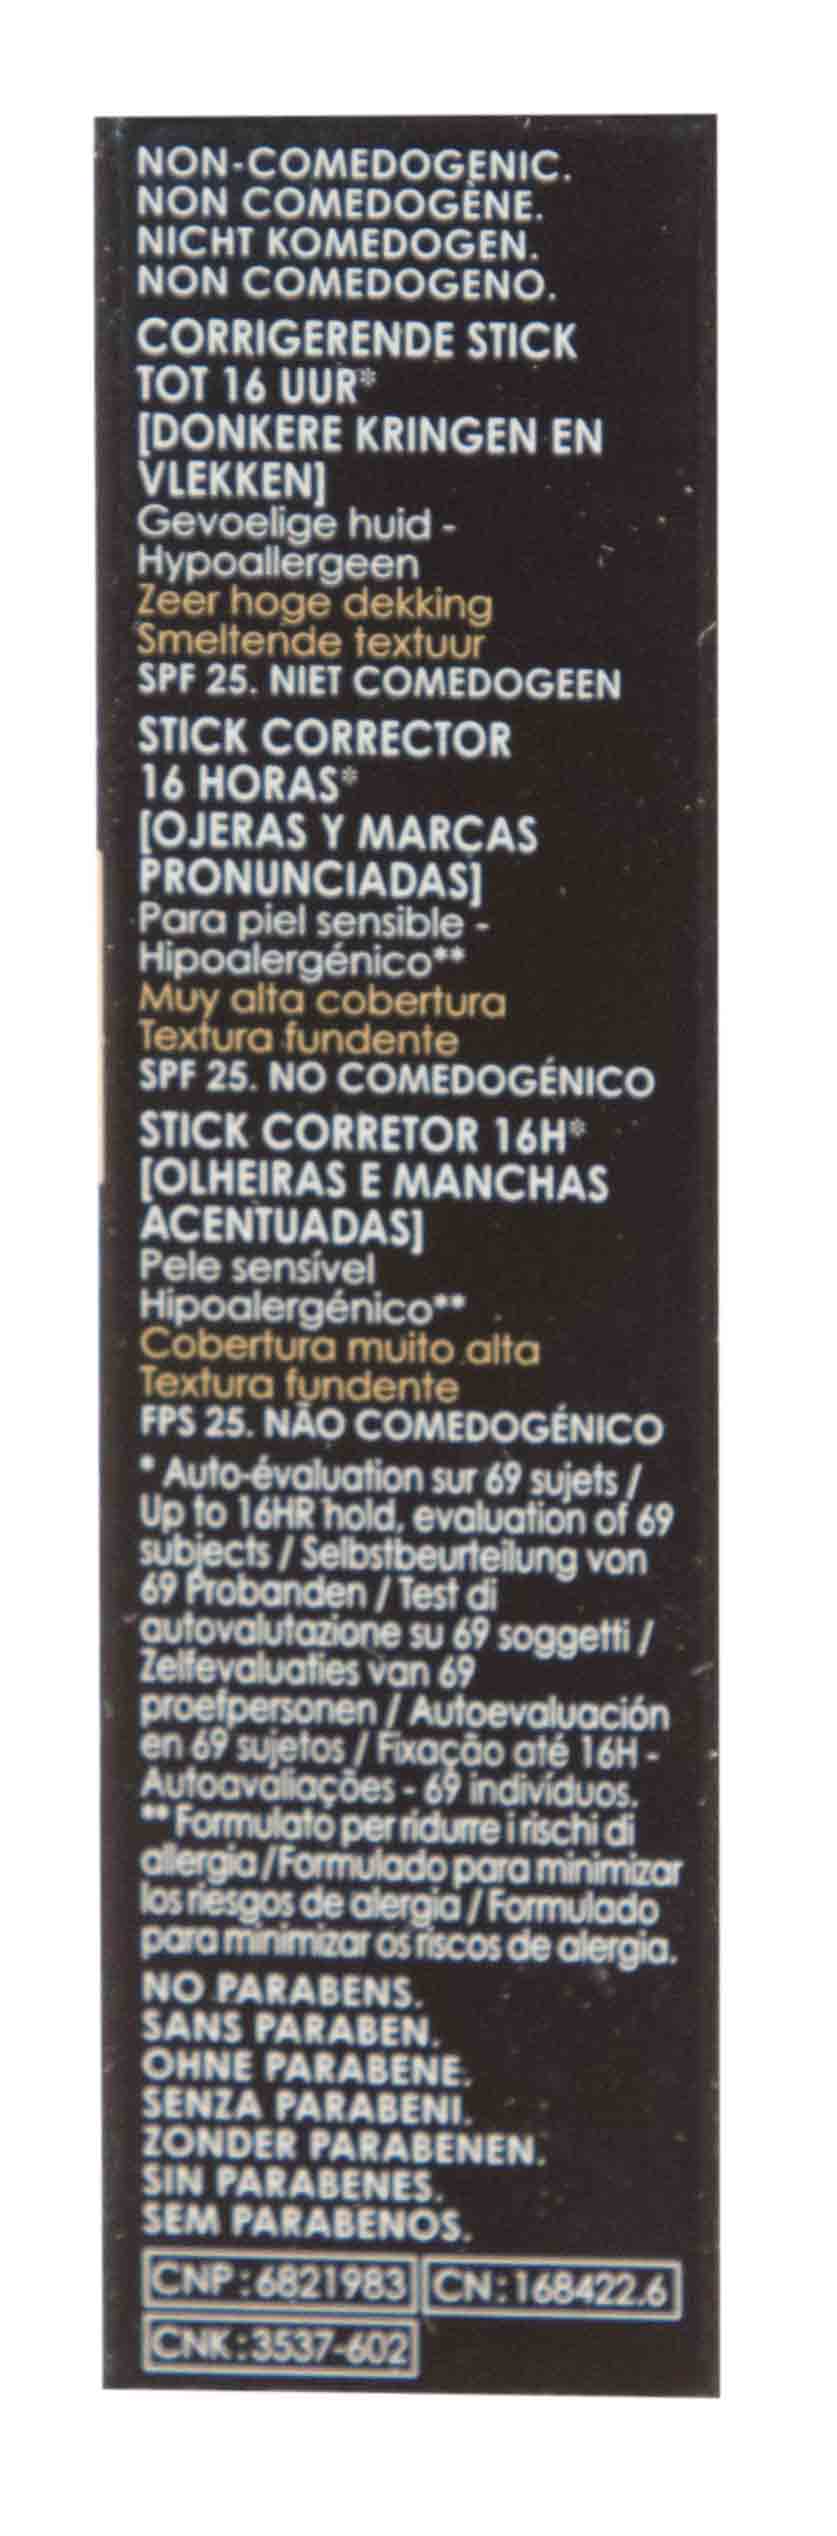 NON-COMEDOGENIC.
NON COMEDOGÈNE.
NICHT KOMEDOGEN.
NON COMEDOGENO.
CORRIGERENDE STICK
TOT 16 UUR*
[DONKERE KRINGEN EN
VLEKKEN]
Gevoelige huid -
Hypoallergeen
Zeer hoge dekking
Smeltende textuur
SPF 25. NIET COMEDOGEEN
STICK CORRECTOR
16 HORAS*
[OJERAS Y MARCAS
PRONUNCIADAS]
Para piel sensible -
Hipoalergénico**
Muy alta cobertura
Textura fundente
SPF 25. NO COMEDOGÉNICO
STICK CORRETOR 16H*
[OLHEIRAS E MANCHAS
ACENTUADAS]
Pele sensível
Hipoalergénico**
Cobertura muito alta
Textura fundente
FPS 25. NÃO COMEDOGÉNICO
* Auto-évaluation sur 69 sujets /
Up to 16HR hold, evaluation of 69
subjects / Selbstbeurteilung von
69 Probanden / Test di
autovalutazione su 69 soggetti /
Zelfevaluaties van 69
proefpersonen / Autoevaluación
en 69 sujetos / Fixação até 16H -
Autoavaliações - 69 indivíduos.
** Formulato per ridurre i rischi di
allergia / Formulado para minimizar
los riesgos de alergia / Formulado
para minimizar os riscos de alergia.
NO PARABENS.
SANS PARABEN.
OHNE PARABENE.
SENZA PARABENI.
ZONDER PARABENEN.
SIN PARABENES.
SEM PARABENOS.
CNP:6821983 CN:168422.6
CNK:3537-602